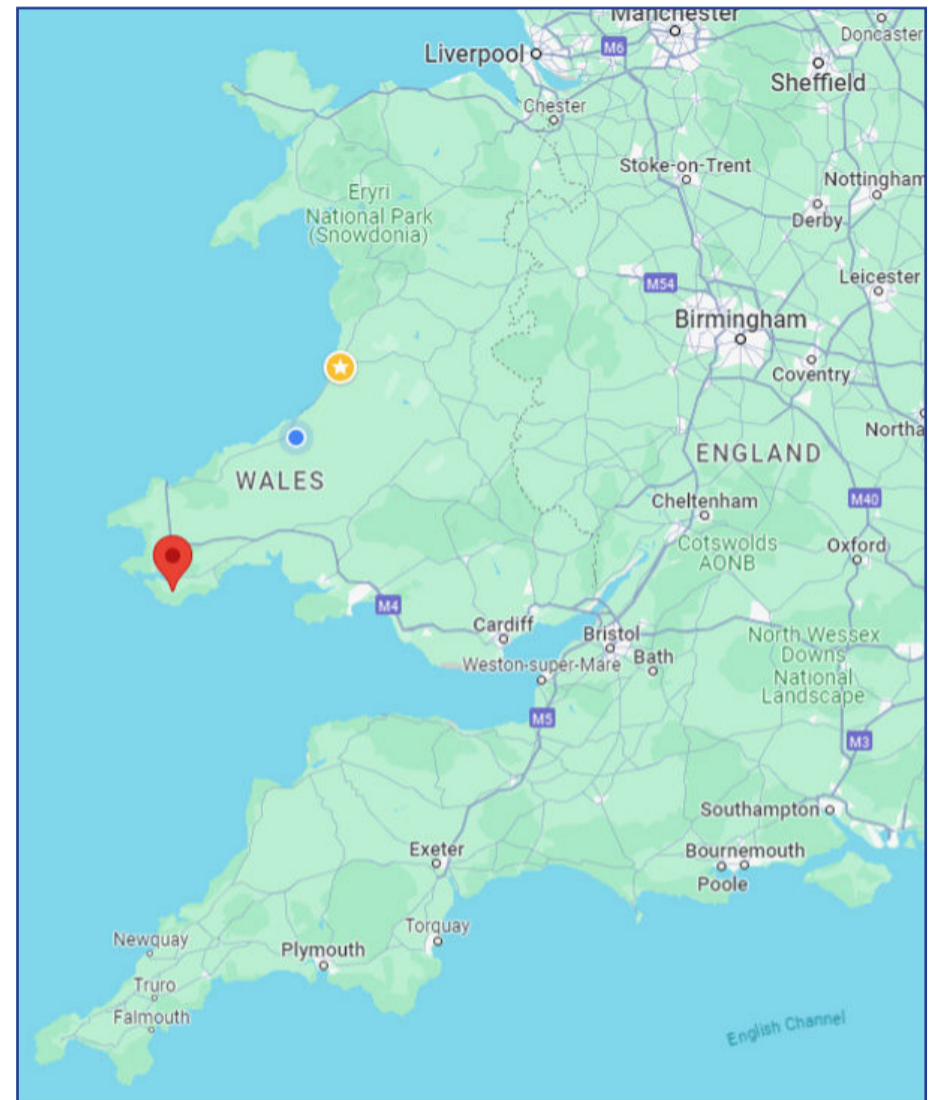 Manchester
Doncaster
Liverpool
M6
Sheffield
Chester
Stoke-on-Trent
Nottingham
Eryri
National Park
(Snowdonia)
Derby
Leicester
M54
Birmingham
Coventry
Northa
ENGLAND
WALES
Cheltenham
M40
Cotswolds
AONB
Oxford
M4
Cardiff
Bristol
North Wessex
Downs
National
Landscape
Weston-super-Mare
Bath
M5
M3
Southampton
Exeter
Bournemouth
Poole
Torquay
Newquay
Plymouth
Truro
Falmouth
English Channel